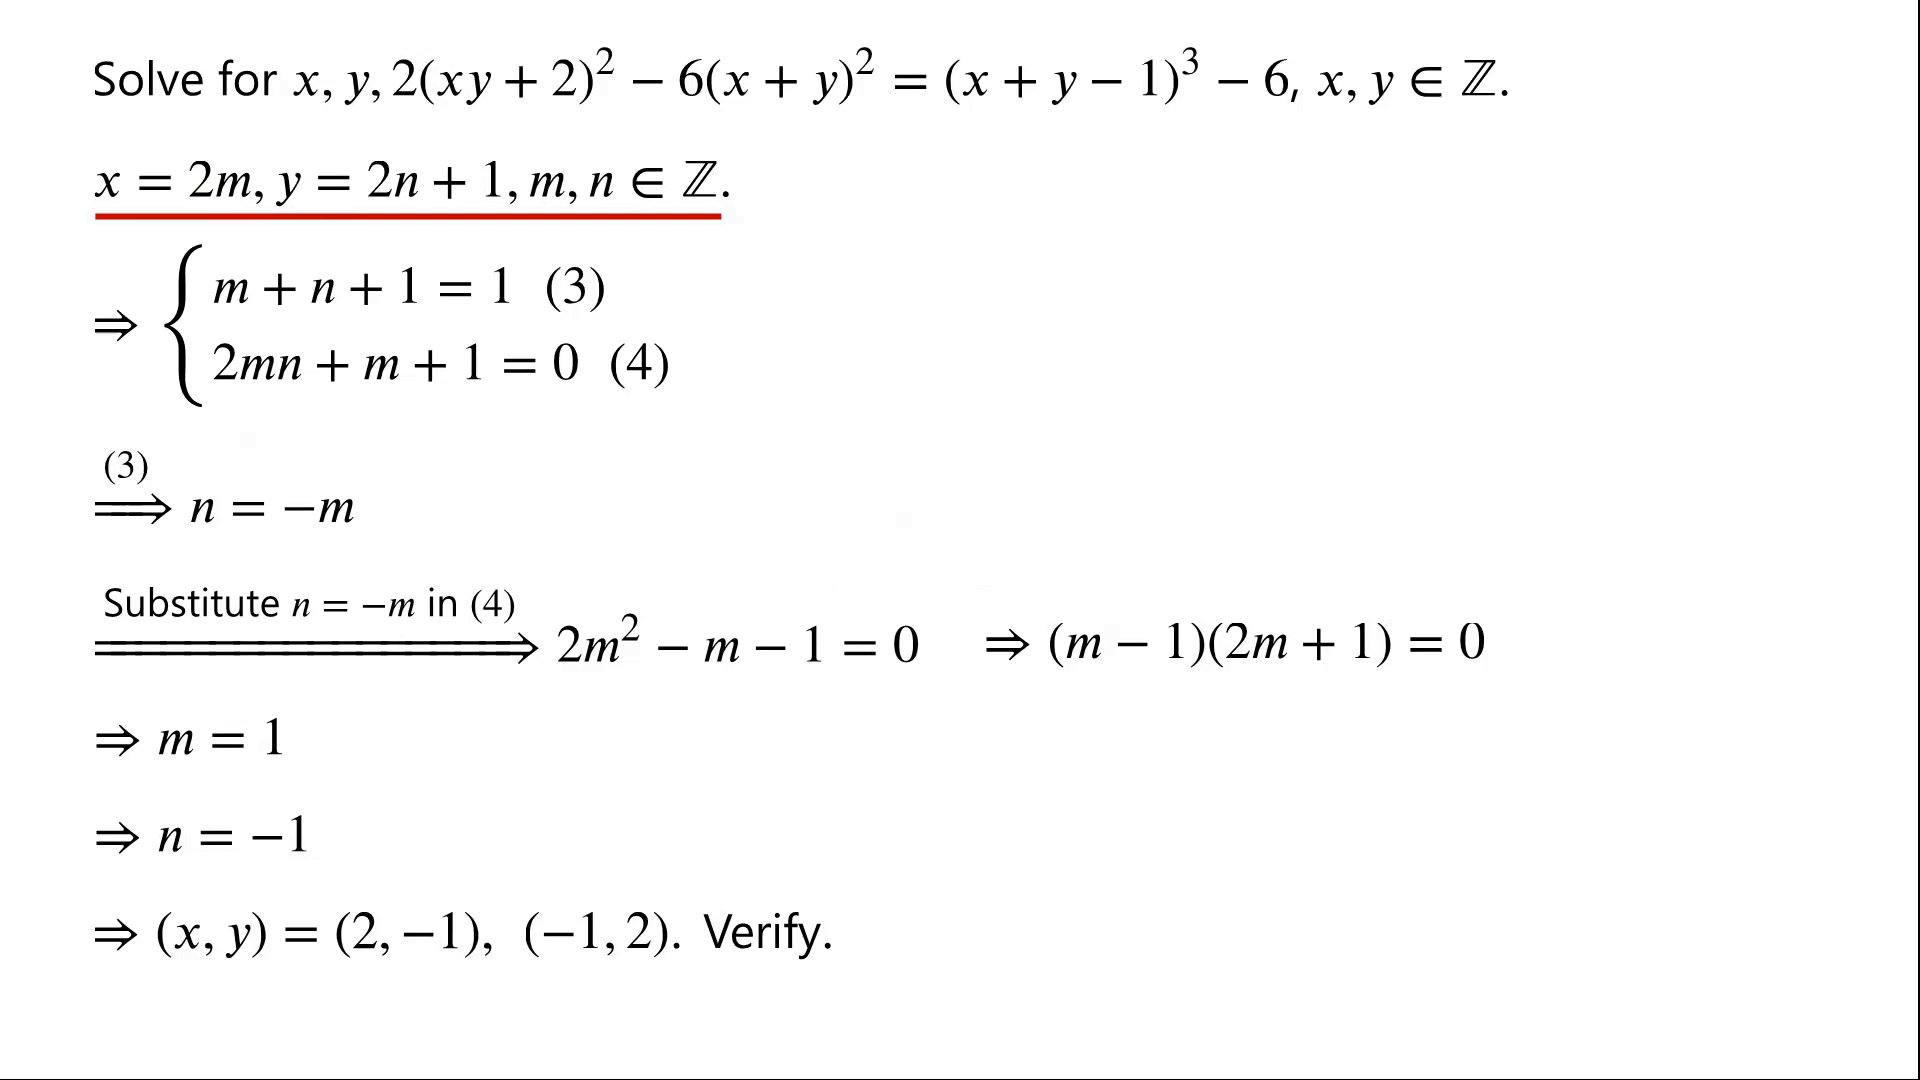 Solve for x, y, 2(xy + 2)² − 6(x + y)² = (x + y − 1)³ − 6, x, y ∈ ℤ.
x = 2m, y = 2n + 1, m, n ∈ ℤ.
⇒ { m + n + 1 = 1 (3)
2mn + m + 1 = 0 (4)
(3)
⟹ n = −m
Substitute n = −m in (4)
⟹ 2m² − m − 1 = 0 ⇒ (m − 1)(2m + 1) = 0
⇒ m = 1
⇒ n = −1
⇒ (x, y) = (2, −1), (−1, 2). Verify.